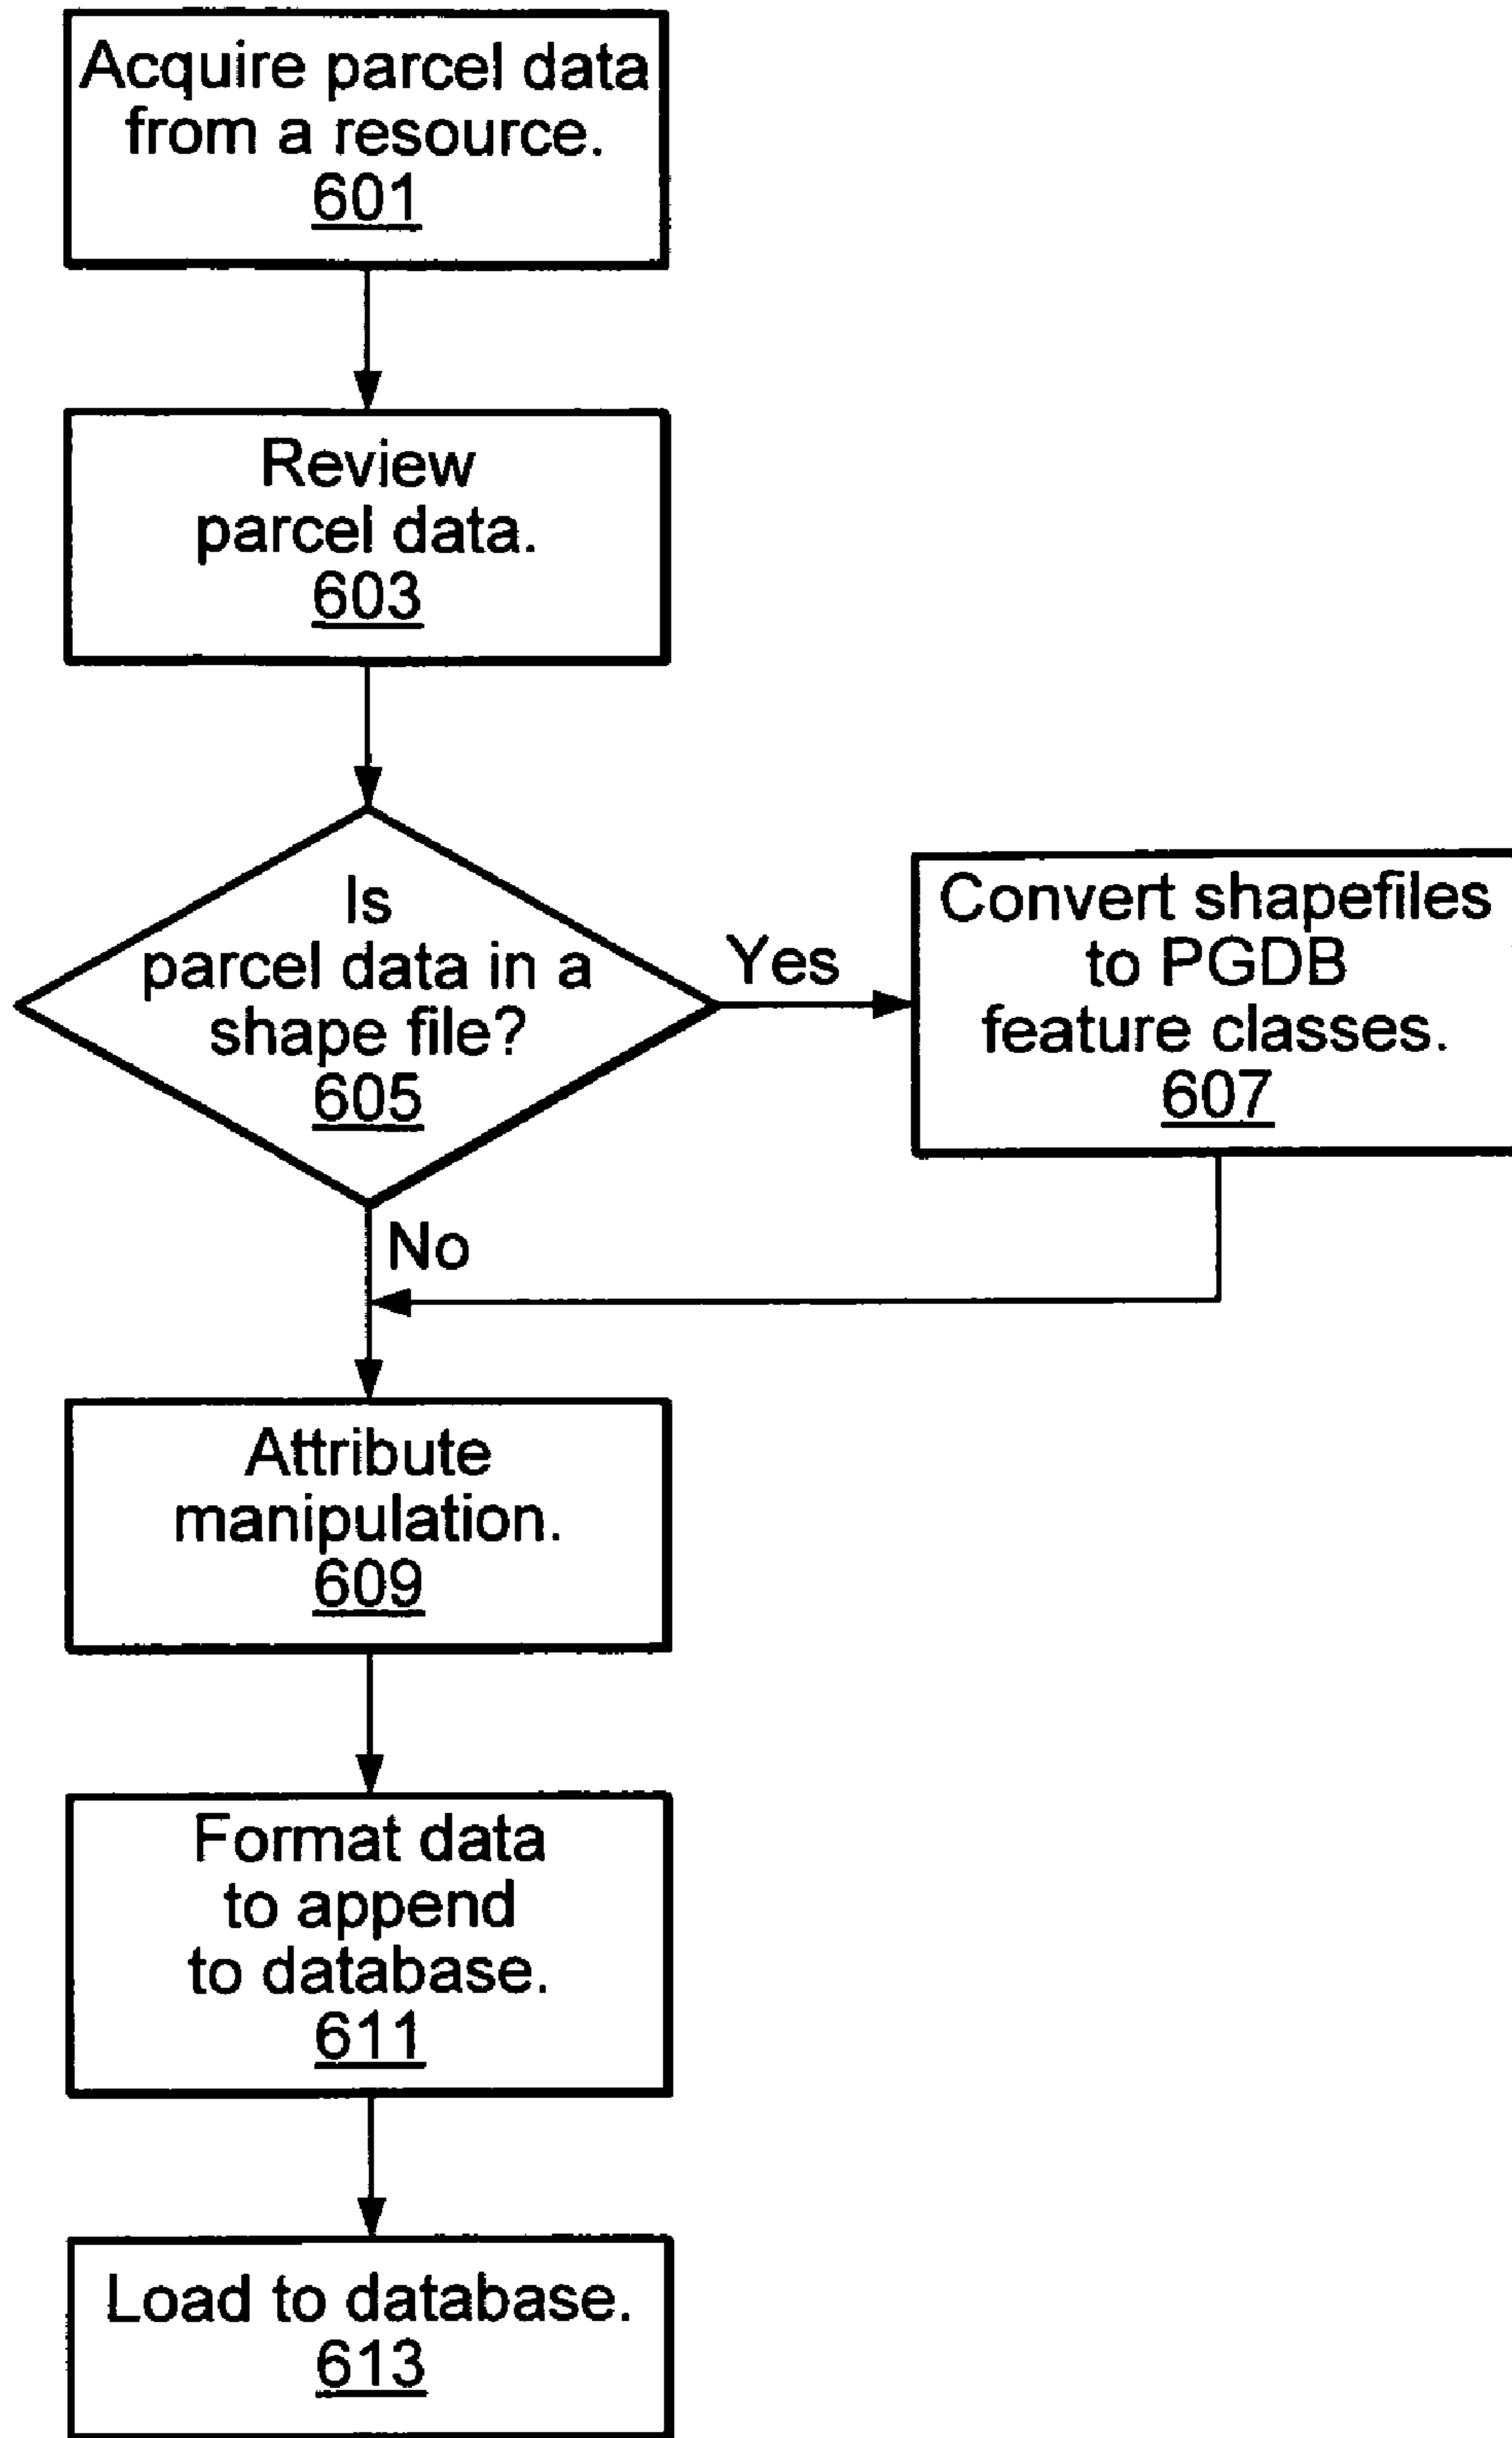 Acquire parcel data
from a resource.
601
Review
parcel data.
603
Is
parcel data in a
shape file?
605
Yes
Convert shapefiles
to PGDB
feature classes.
607
No
Attribute
manipulation.
609
Format data
to append
to database.
611
Load to database.
613